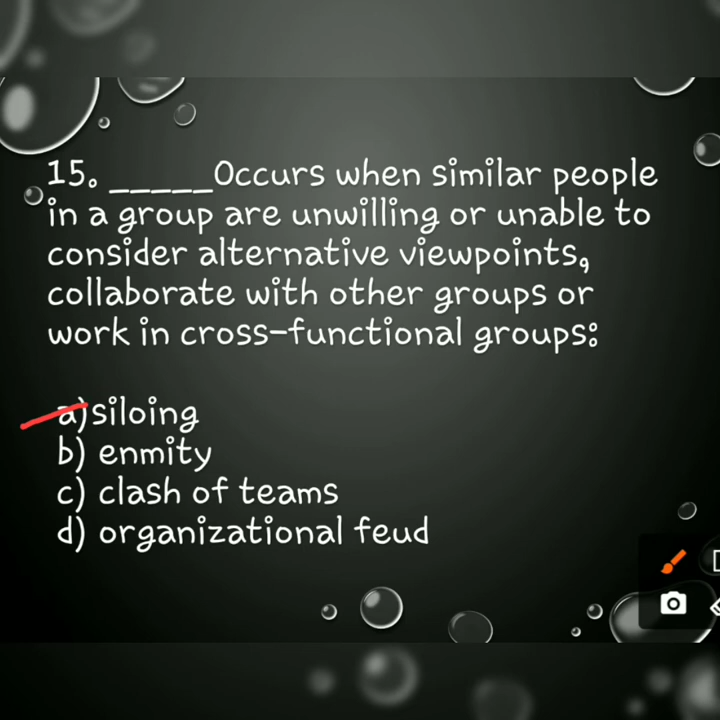 15. _____Occurs when similar people
in a group are unwilling or unable to
consider alternative viewpoints,
collaborate with other groups or
work in cross-functional groups:
a)siloing
b) enmity
c) clash of teams
d) organizational feud